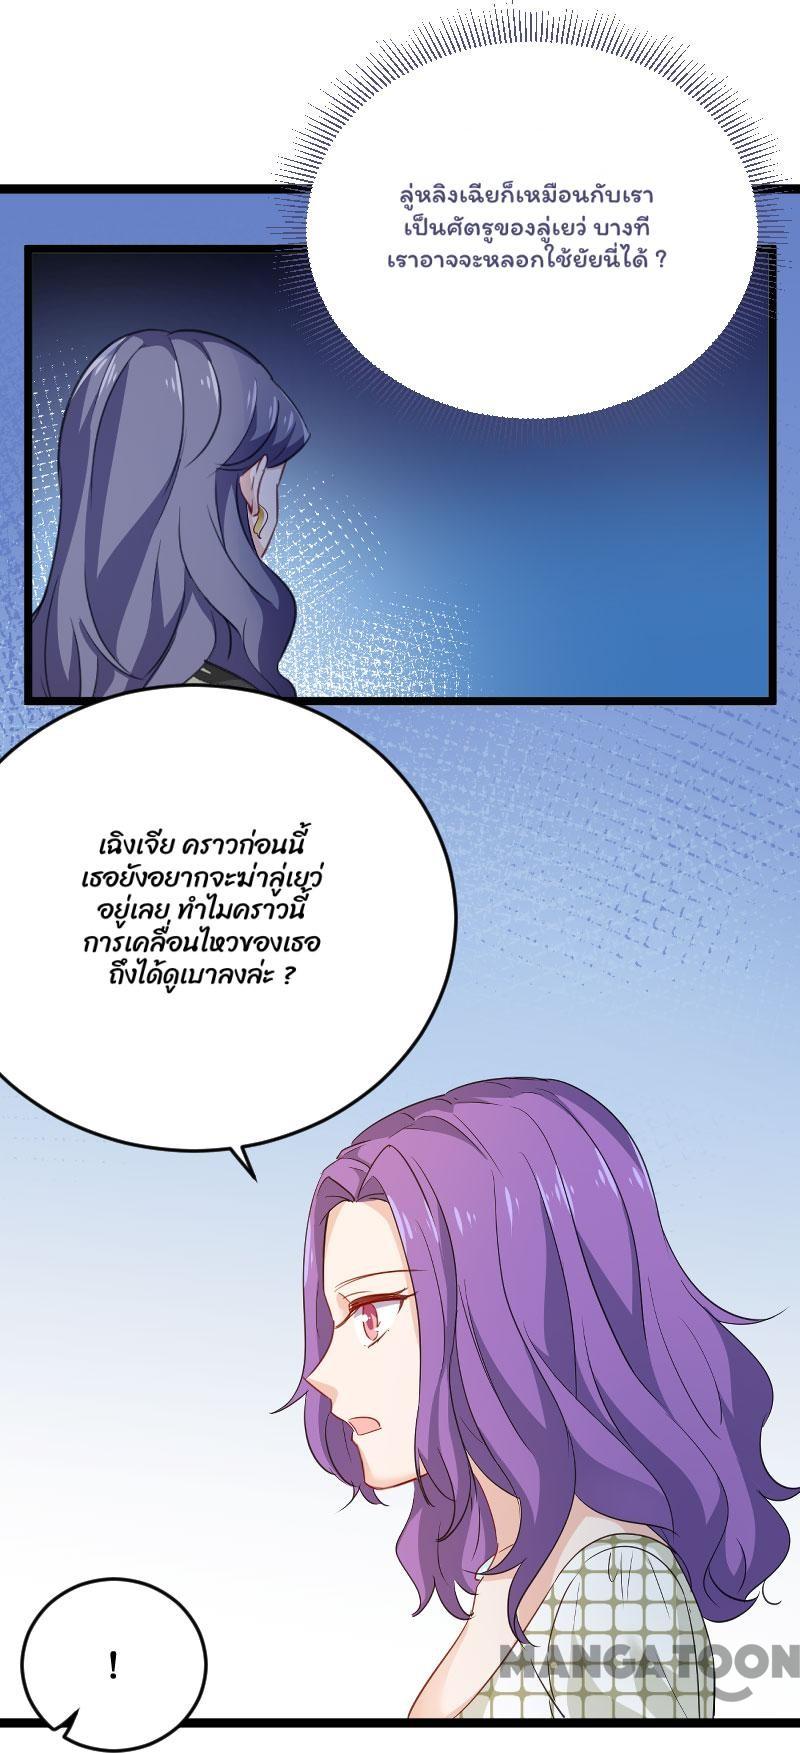 ลู่หลิงเฉียก็เหมือนกับเรา
เป็นศัตรูของลู่เยว่ บางที
เราอาจจะหลอกใช้ยัยนี่ได้ ?
เฉิงเจีย คราวก่อนนี้
เธอยังอยากจะฆ่าลู่เยว่
อยู่เลย ทำไมคราวนี้
การเคลื่อนไหวของเธอ
ถึงได้ดูเบาลงล่ะ ?
MANGATOON
!